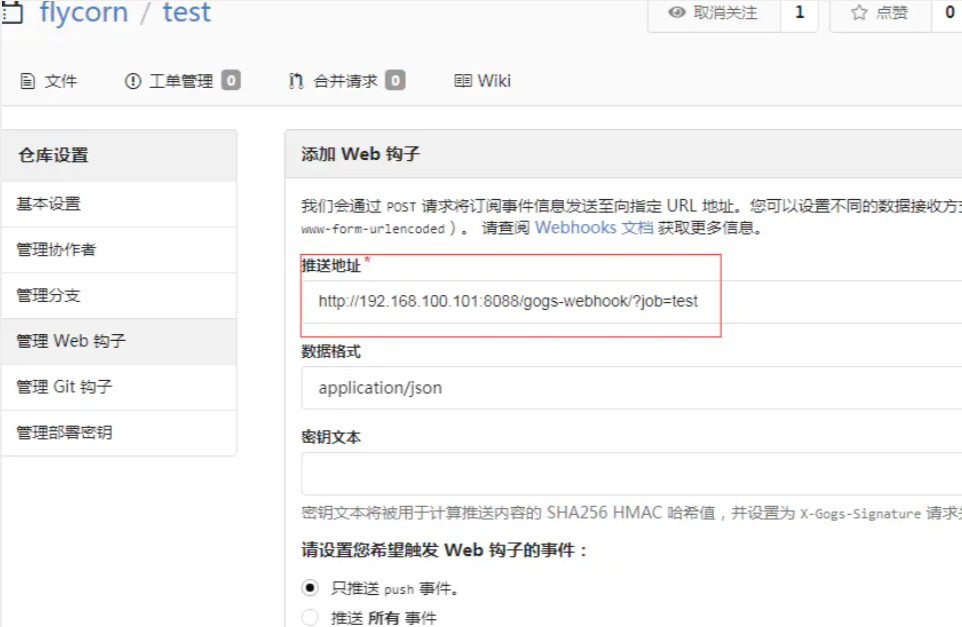 flycorn / test
取消关注 1 点赞 0
文件 工单管理 0 合并请求 0 Wiki
仓库设置
基本设置
管理协作者
管理分支
管理 Web 钩子
管理 Git 钩子
管理部署密钥
添加 Web 钩子
我们会通过 POST 请求将订阅事件信息发送至向指定 URL 地址。您可以设置不同的数据接收方
www-form-urlencoded ) 。 请查阅 Webhooks 文档 获取更多信息。
推送地址*
http://192.168.100.101:8088/gogs-webhook/?job=test
数据格式
application/json
密钥文本
密钥文本将被用于计算推送内容的 SHA256 HMAC 哈希值，并设置为 X-Gogs-Signature 请求
请设置您希望触发 Web 钩子的事件：
只推送 push 事件。
推送 所有 事件